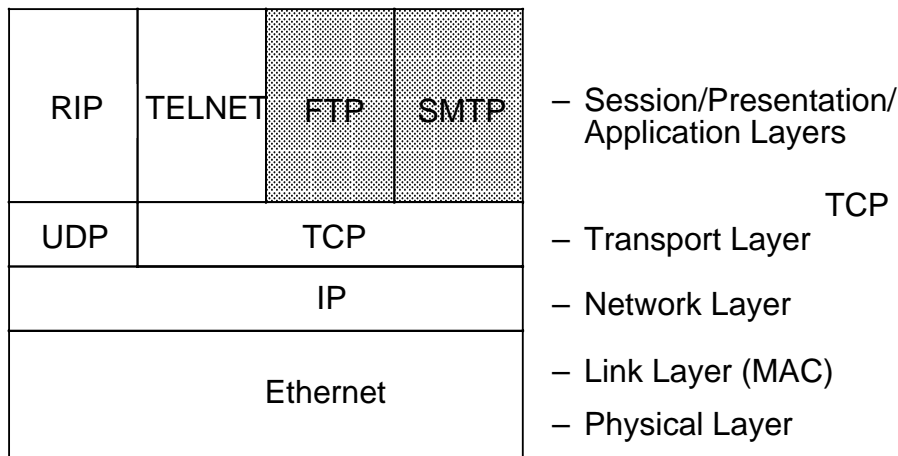 RIP TELNET FTP SMTP
– Session/Presentation/
Application Layers
TCP
UDP TCP
– Transport Layer
IP
– Network Layer
Ethernet
– Link Layer (MAC)
– Physical Layer